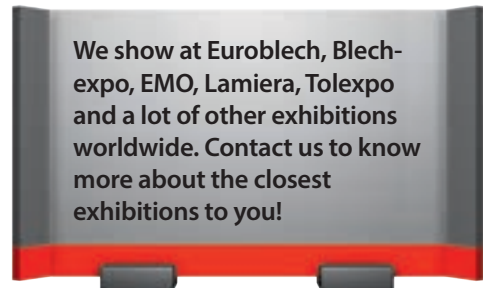 We show at Euroblech, Blech-
expo, EMO, Lamiera, Tolexpo
and a lot of other exhibitions
worldwide. Contact us to know
more about the closest
exhibitions to you!